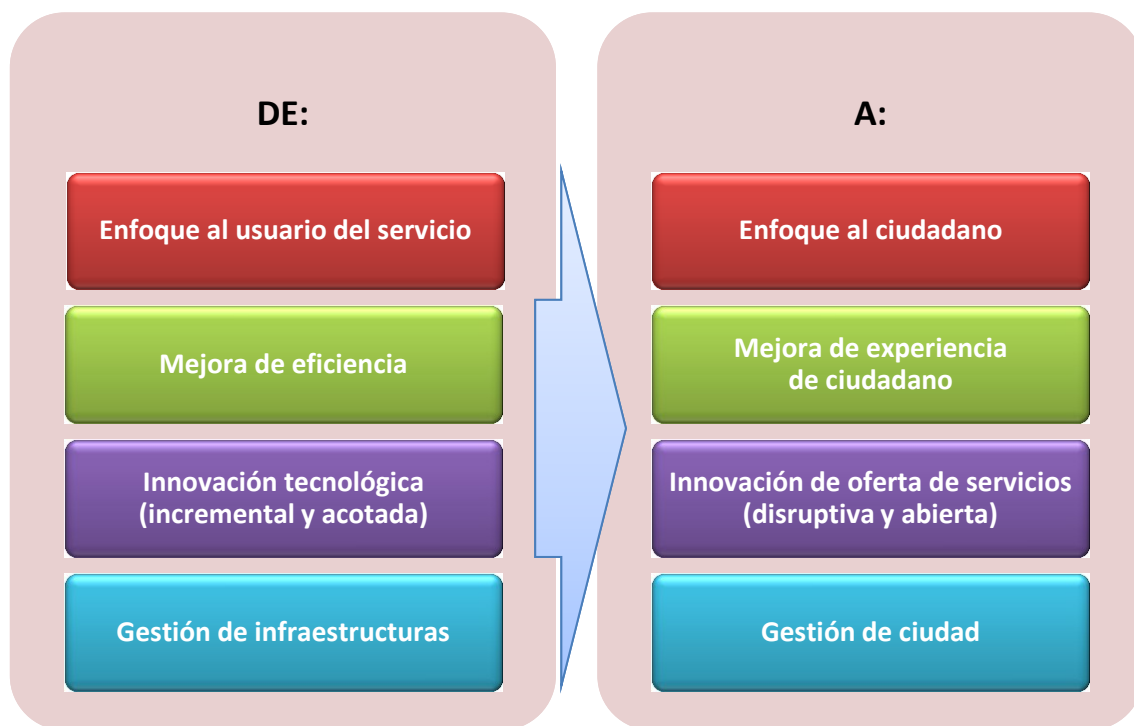 DE:
Enfoque al usuario del servicio
Mejora de eficiencia
Innovación tecnológica
(incremental y acotada)
Gestión de infraestructuras
A:
Enfoque al ciudadano
Mejora de experiencia
de ciudadano
Innovación de oferta de servicios
(disruptiva y abierta)
Gestión de ciudad